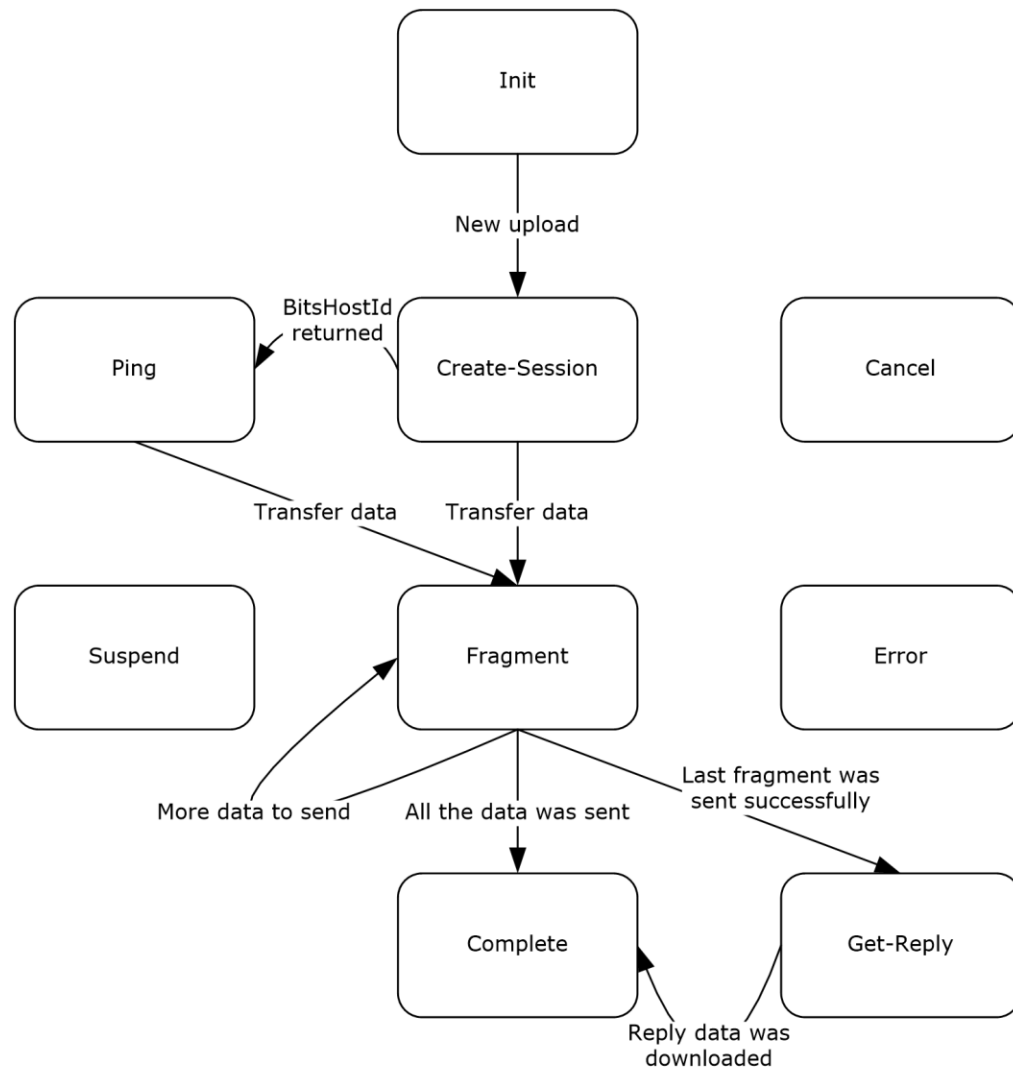 Init
New upload
BitsHostId
returned
Ping
Create-Session
Cancel
Transfer data
Transfer data
Suspend
Fragment
Error
Last fragment was
sent successfully
More data to send
All the data was sent
Complete
Get-Reply
Reply data was
downloaded